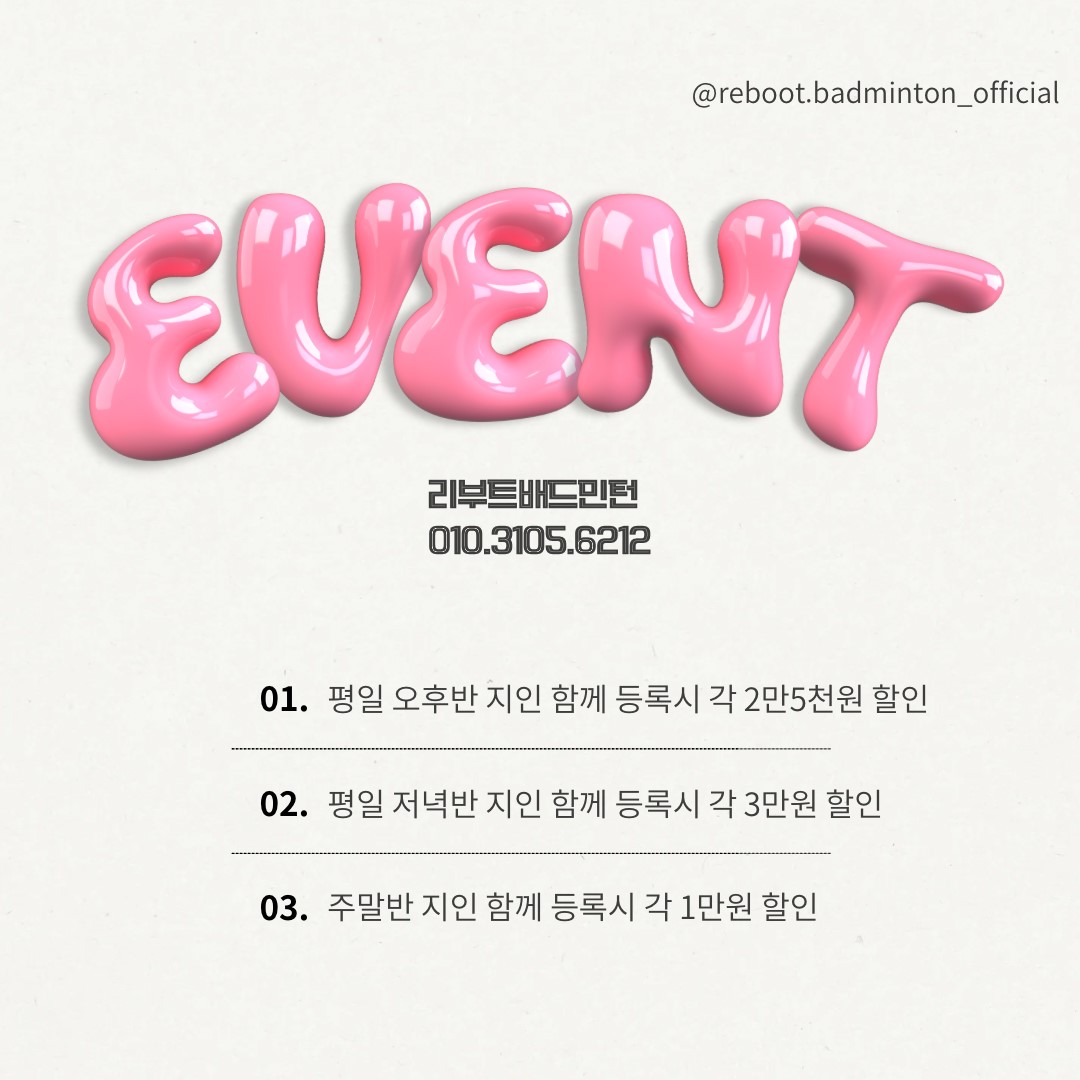 @reboot.badminton_official
EVENT
리부트배드민턴
010.3105.6212
01. 평일 오후반 지인 함께 등록시 각 2만5천원 할인
02. 평일 저녁반 지인 함께 등록시 각 3만원 할인
03. 주말반 지인 함께 등록시 각 1만원 할인